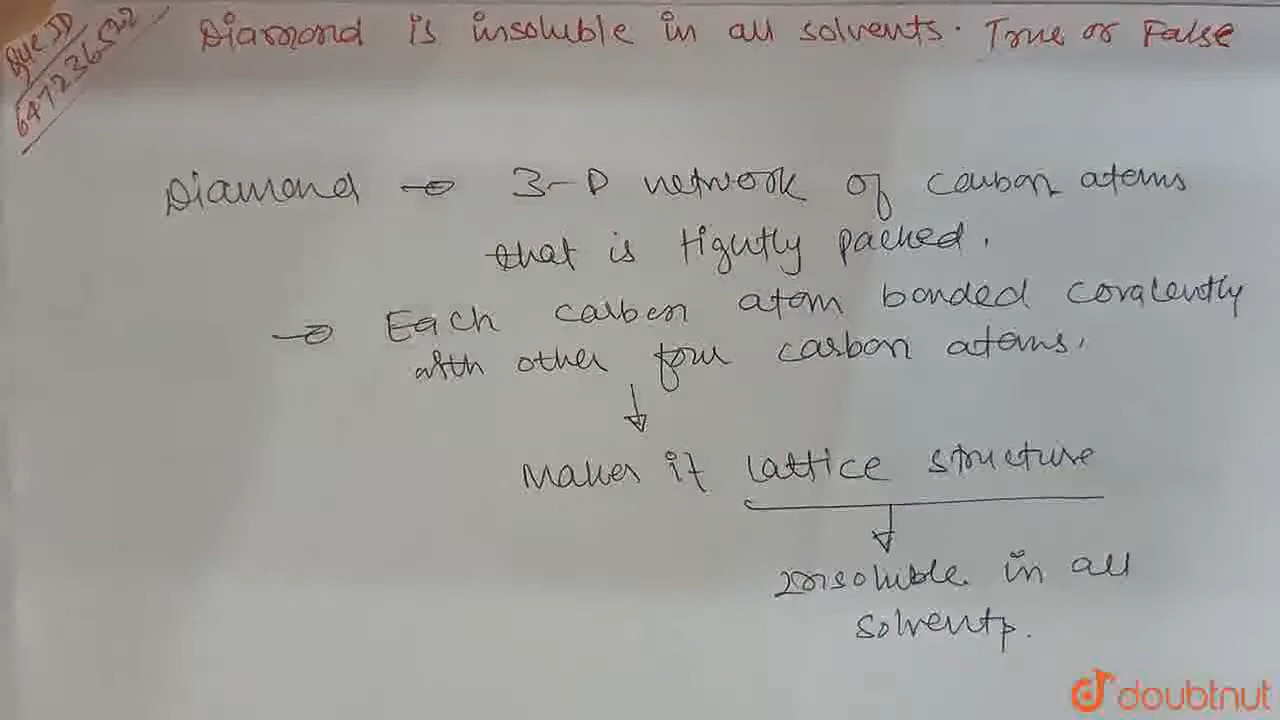 Diamond is insoluble in all solvents. True or False
Que ID
647236522
Diamond → 3-D network of carbon atoms
that is tightly packed.
→ Each carbon atom bonded covalently
with other four carbon atoms.
Makes it lattice structure
Insoluble in all
solvents.
doubtnut